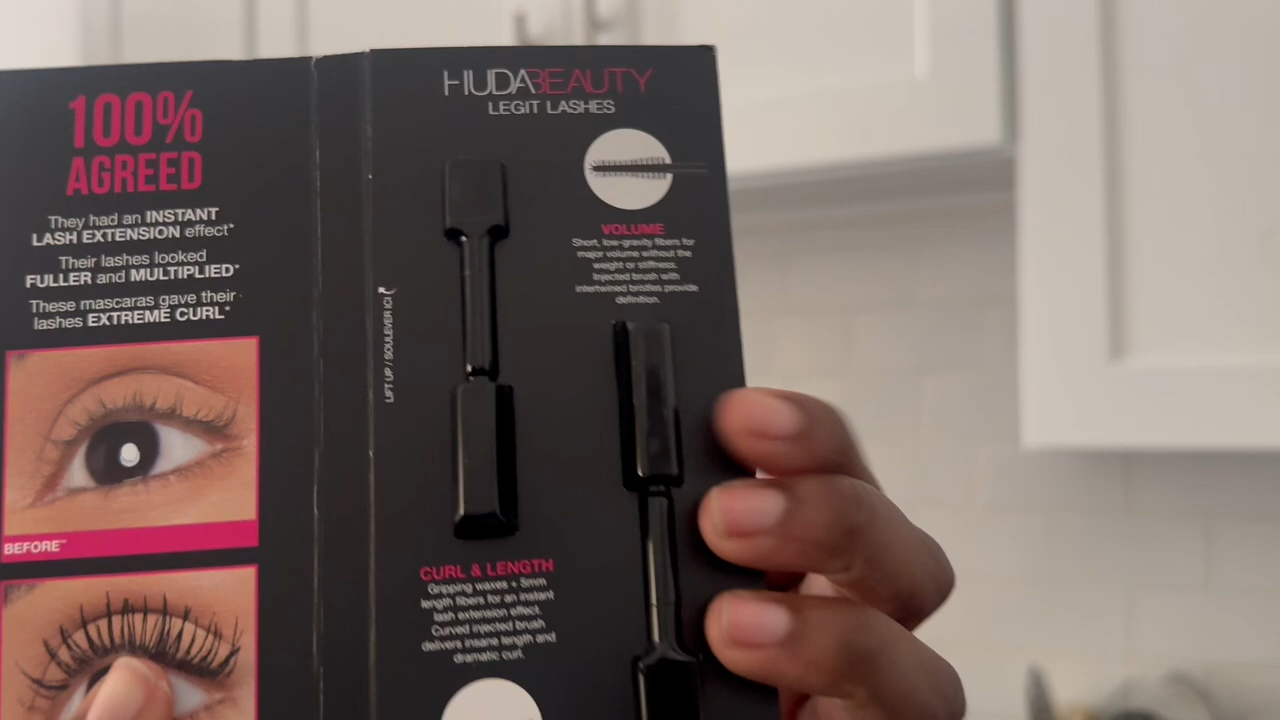 100%
AGREED
They had an INSTANT
LASH EXTENSION effect*
Their lashes looked
FULLER and MULTIPLIED*
These mascaras gave their
lashes EXTREME CURL*
BEFORE**
HUDABEAUTY
LEGIT LASHES
VOLUME
Short, low-gravity fibers for
major volume without the
weight or stiffness.
Injected brush with
intertwined bristles provide
definition.
LIFT UP / SOULEVER ICI
CURL & LENGTH
Gripping waxes + 5mm
length fibers for an instant
lash extension effect.
Curved injected brush
delivers insane length and
dramatic curl.